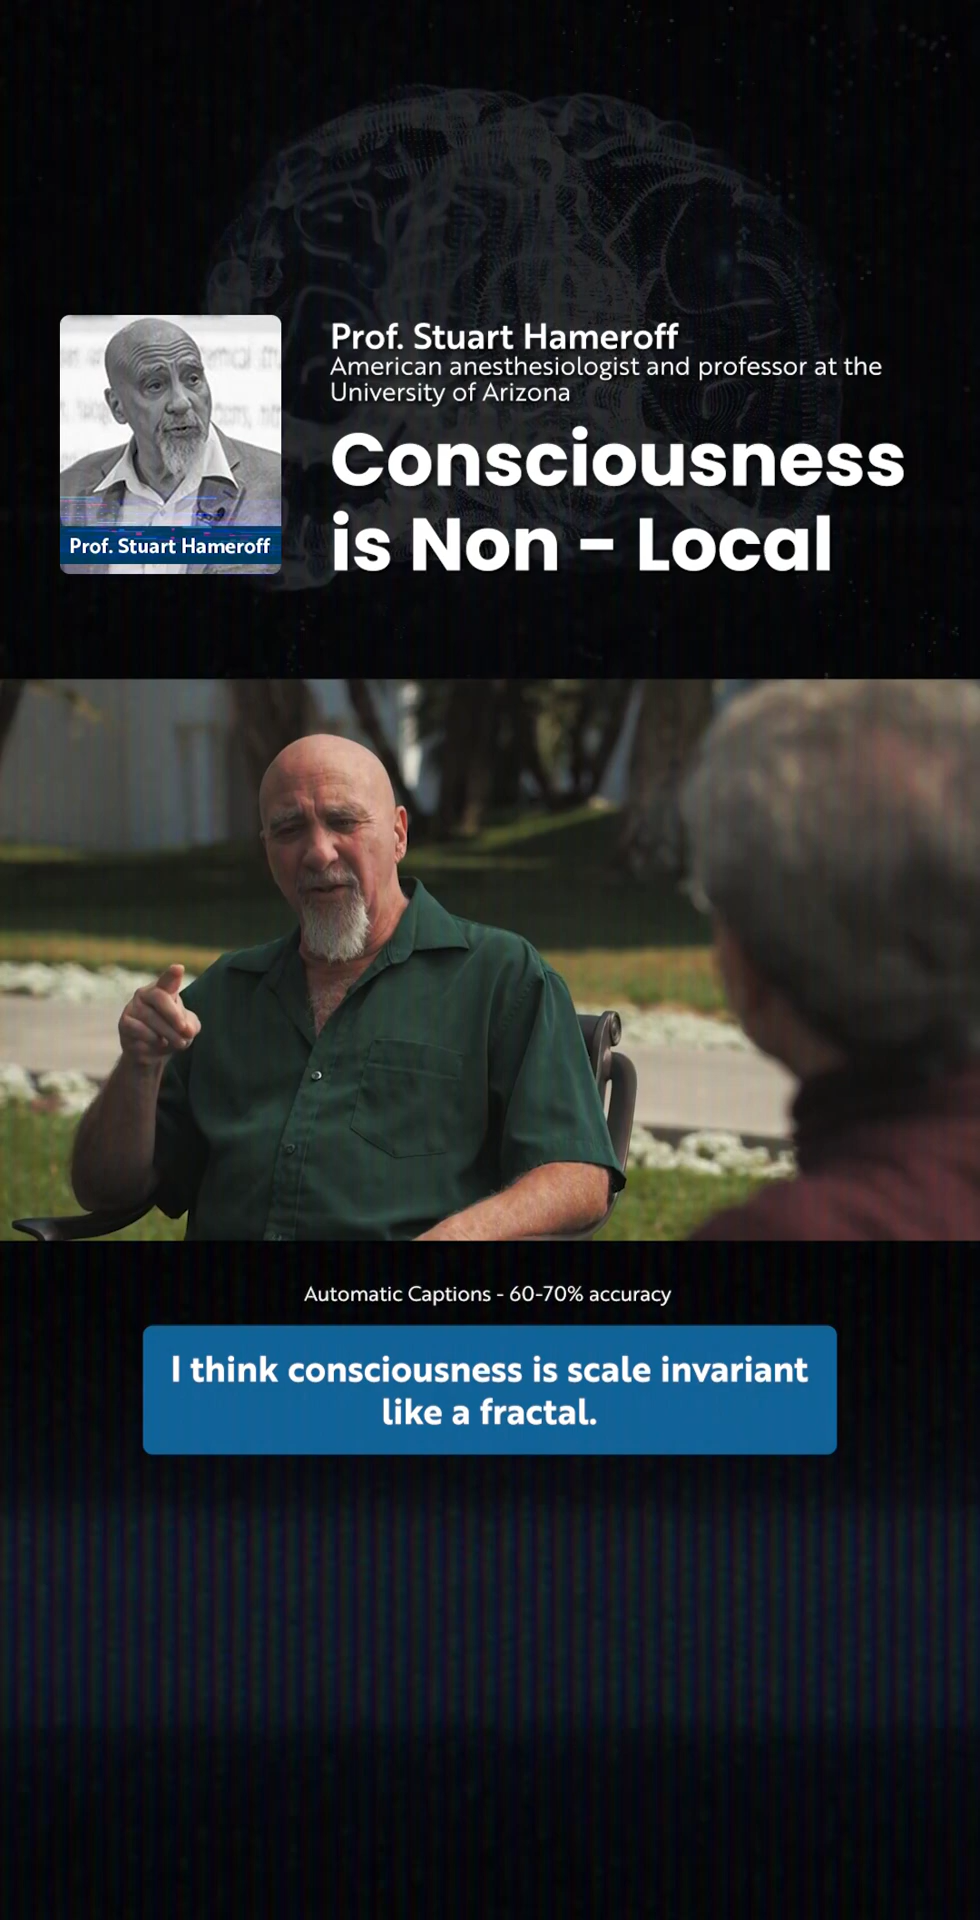 Prof. Stuart Hameroff
American anesthesiologist and professor at the
University of Arizona
Consciousness
is Non - Local
Prof. Stuart Hameroff
Automatic Captions - 60-70% accuracy
I think consciousness is scale invariant
like a fractal.